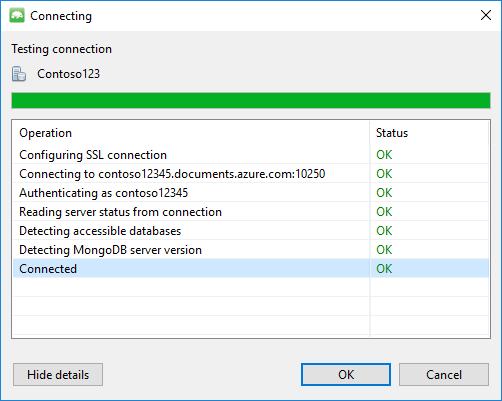 Connecting
Testing connection
Contoso123
Operation Status
Configuring SSL connection OK
Connecting to contoso12345.documents.azure.com:10250 OK
Authenticating as contoso12345 OK
Reading server status from connection OK
Detecting accessible databases OK
Detecting MongoDB server version OK
Connected OK
Hide details OK Cancel